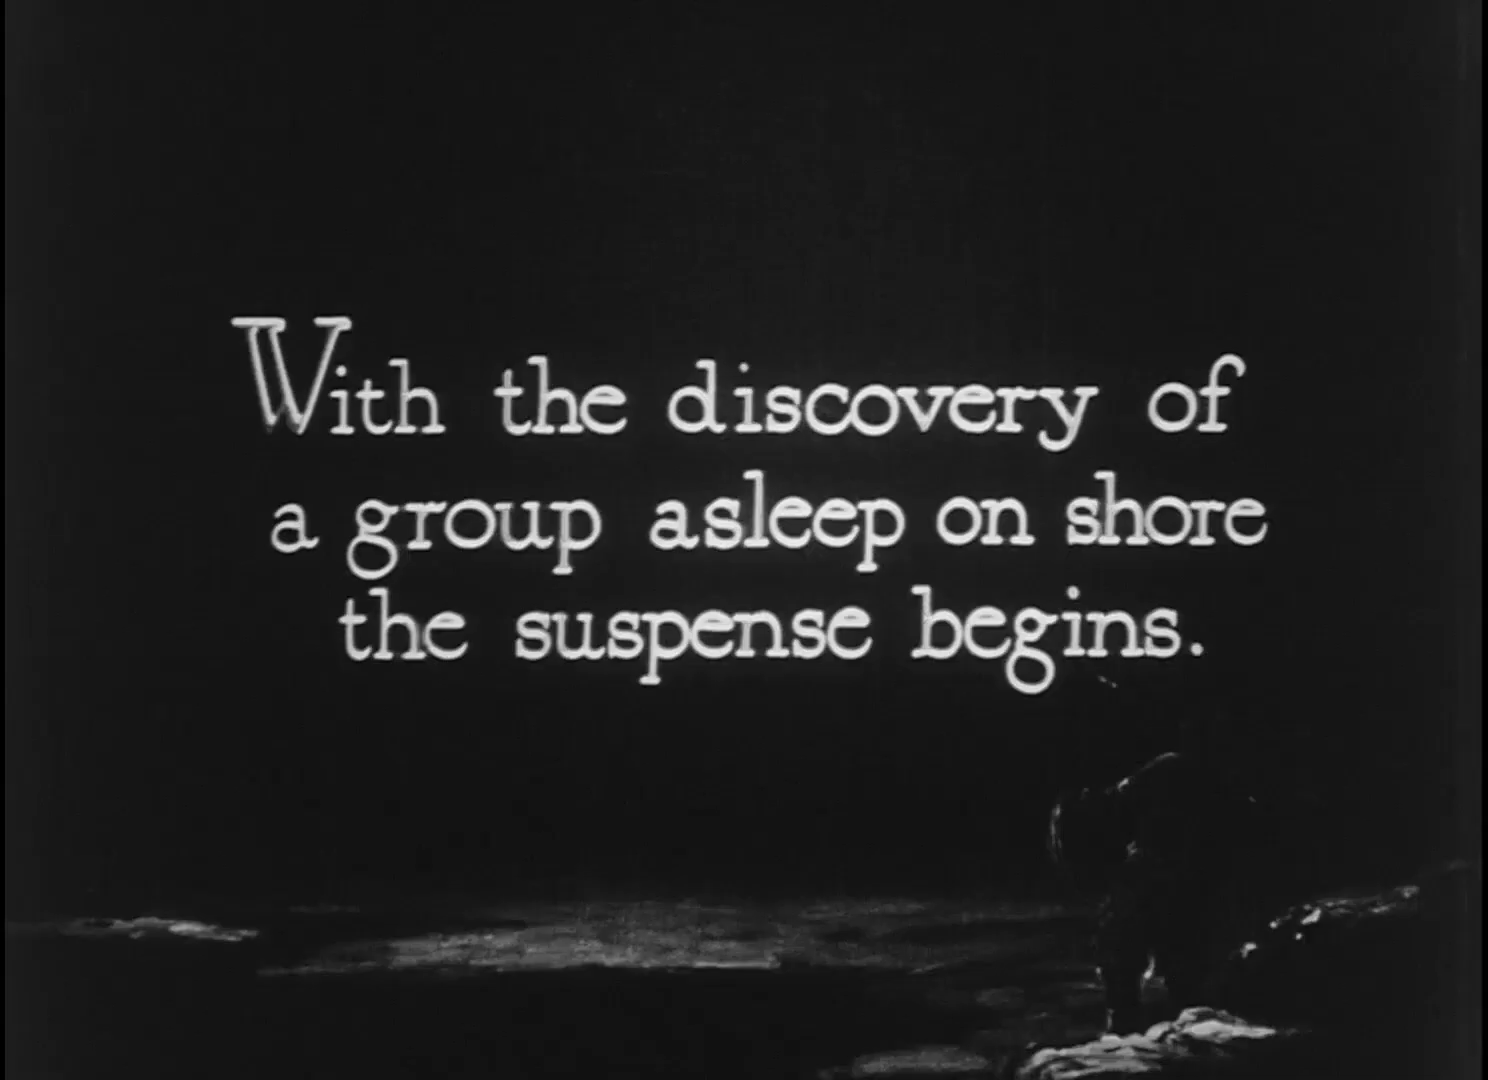 With the discovery of
a group asleep on shore
the suspense begins.